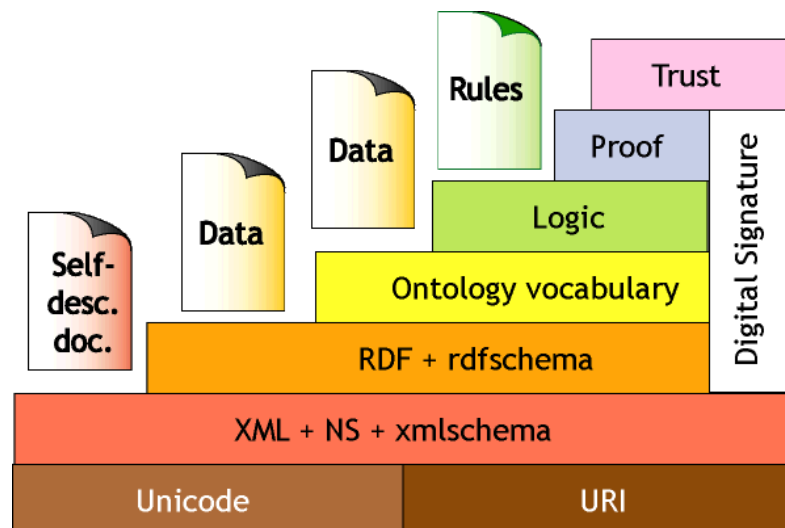 Rules
Trust
Data
Proof
Data
Logic
Self-
desc.
doc.
Ontology vocabulary
Digital Signature
RDF + rdfschema
XML + NS + xmlschema
Unicode
URI